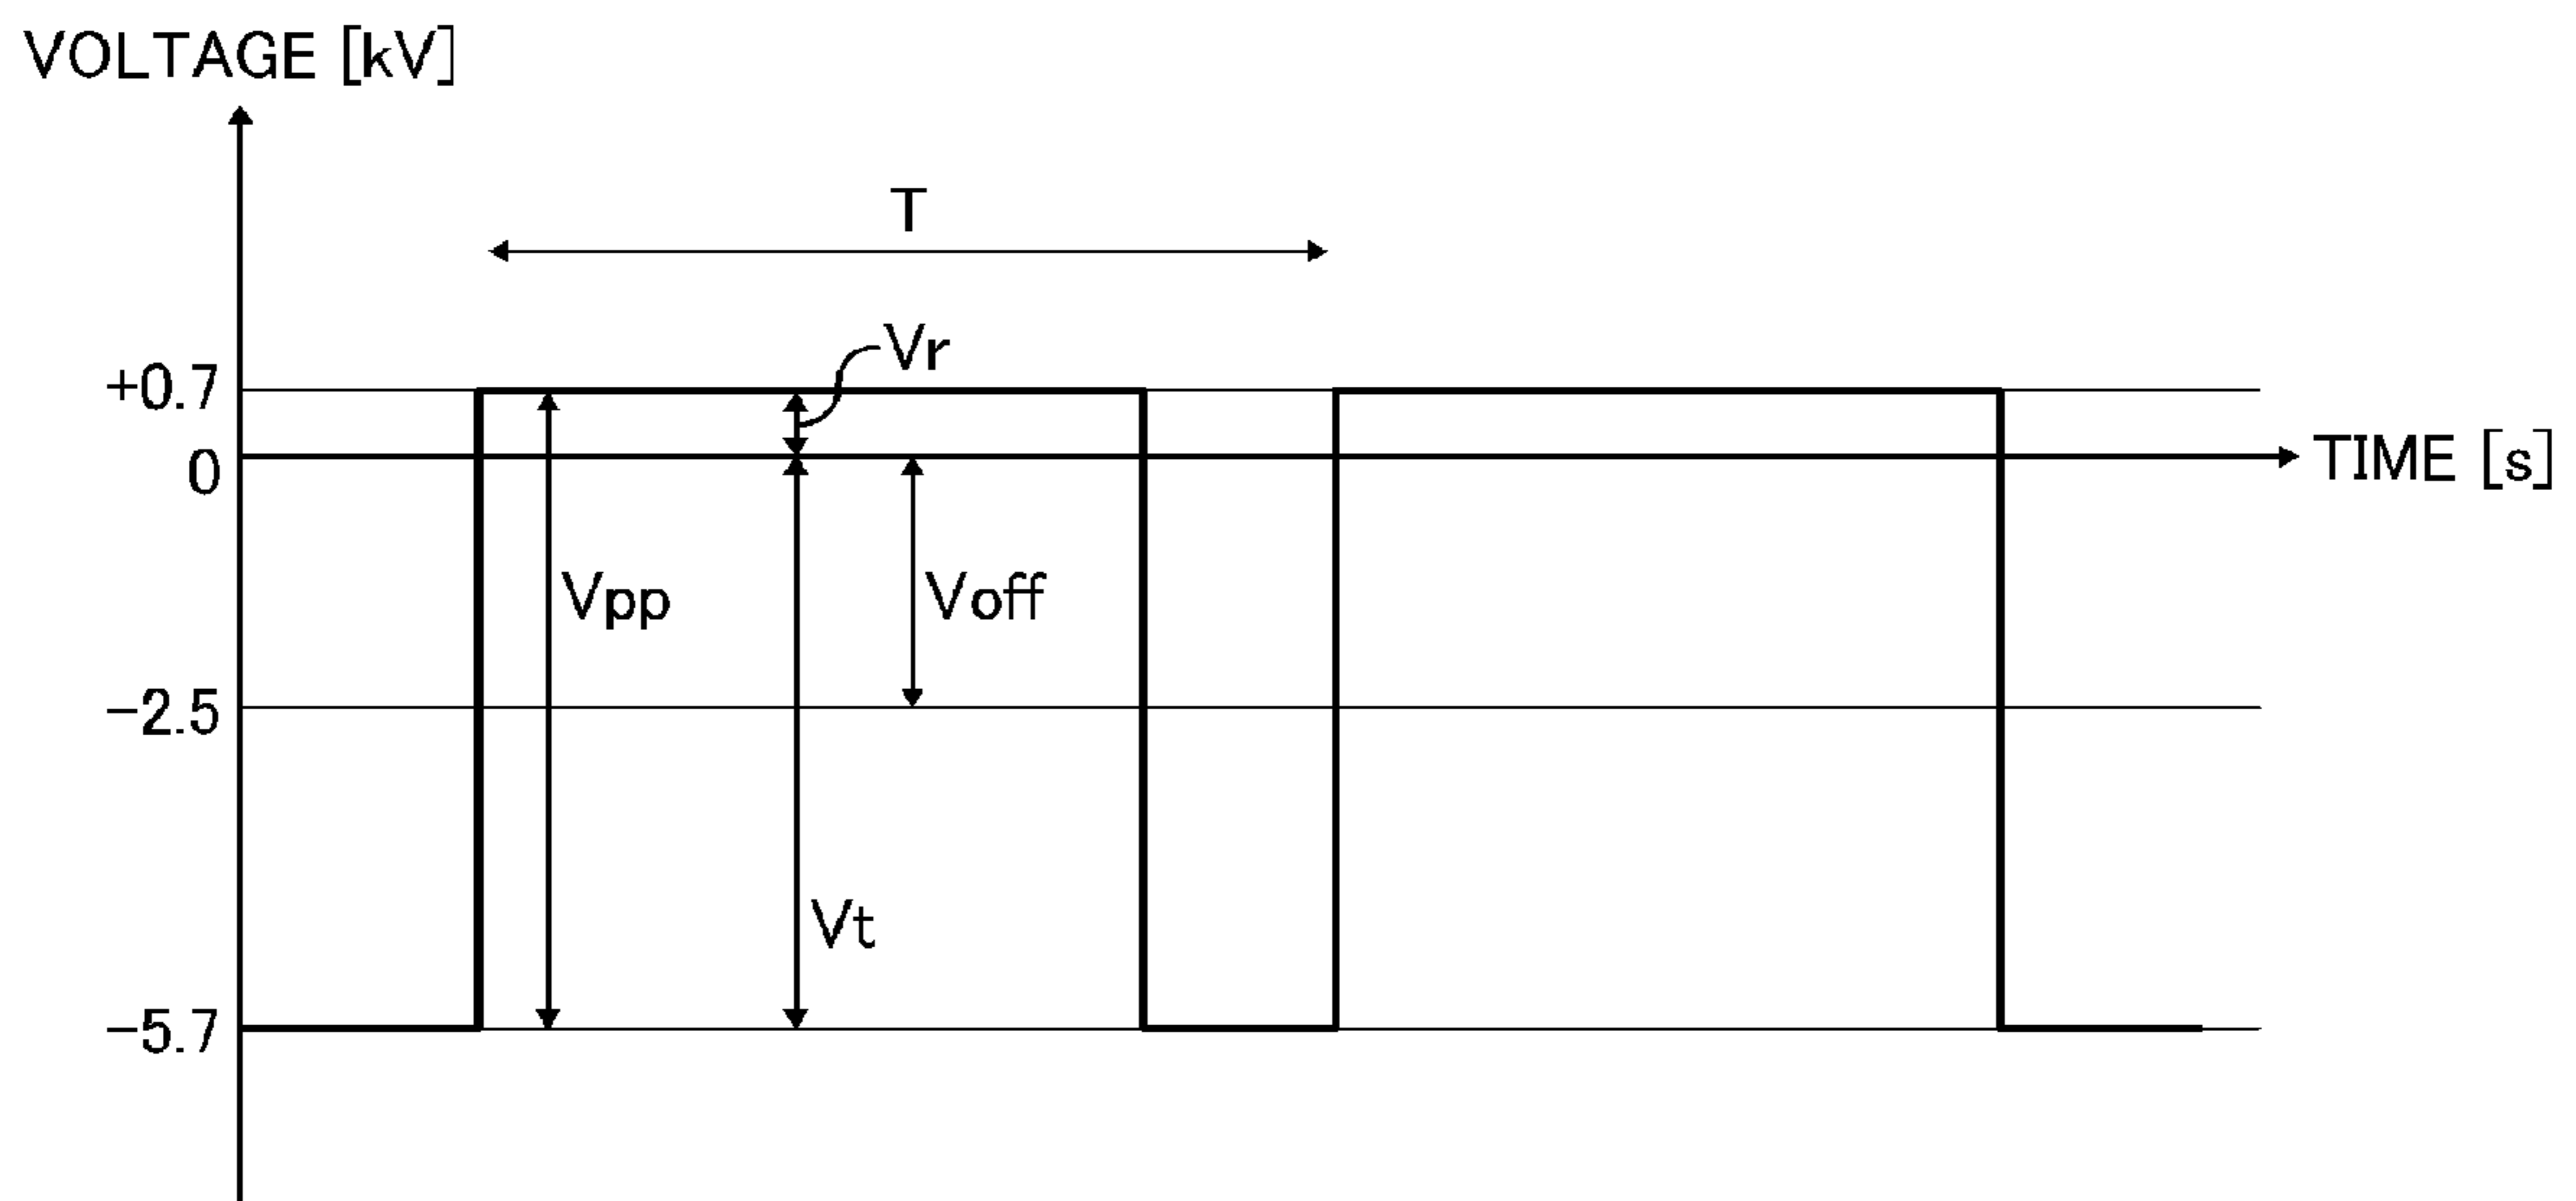 VOLTAGE [kV]
T
Vr
+0.7
0
TIME [s]
Vpp
Voff
−2.5
Vt
−5.7